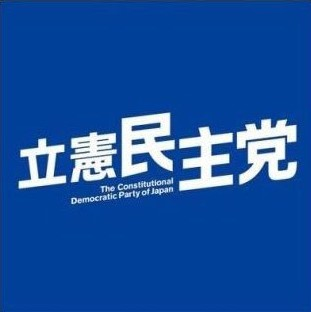 立憲民主党
The Constitutional
Democratic Party of Japan